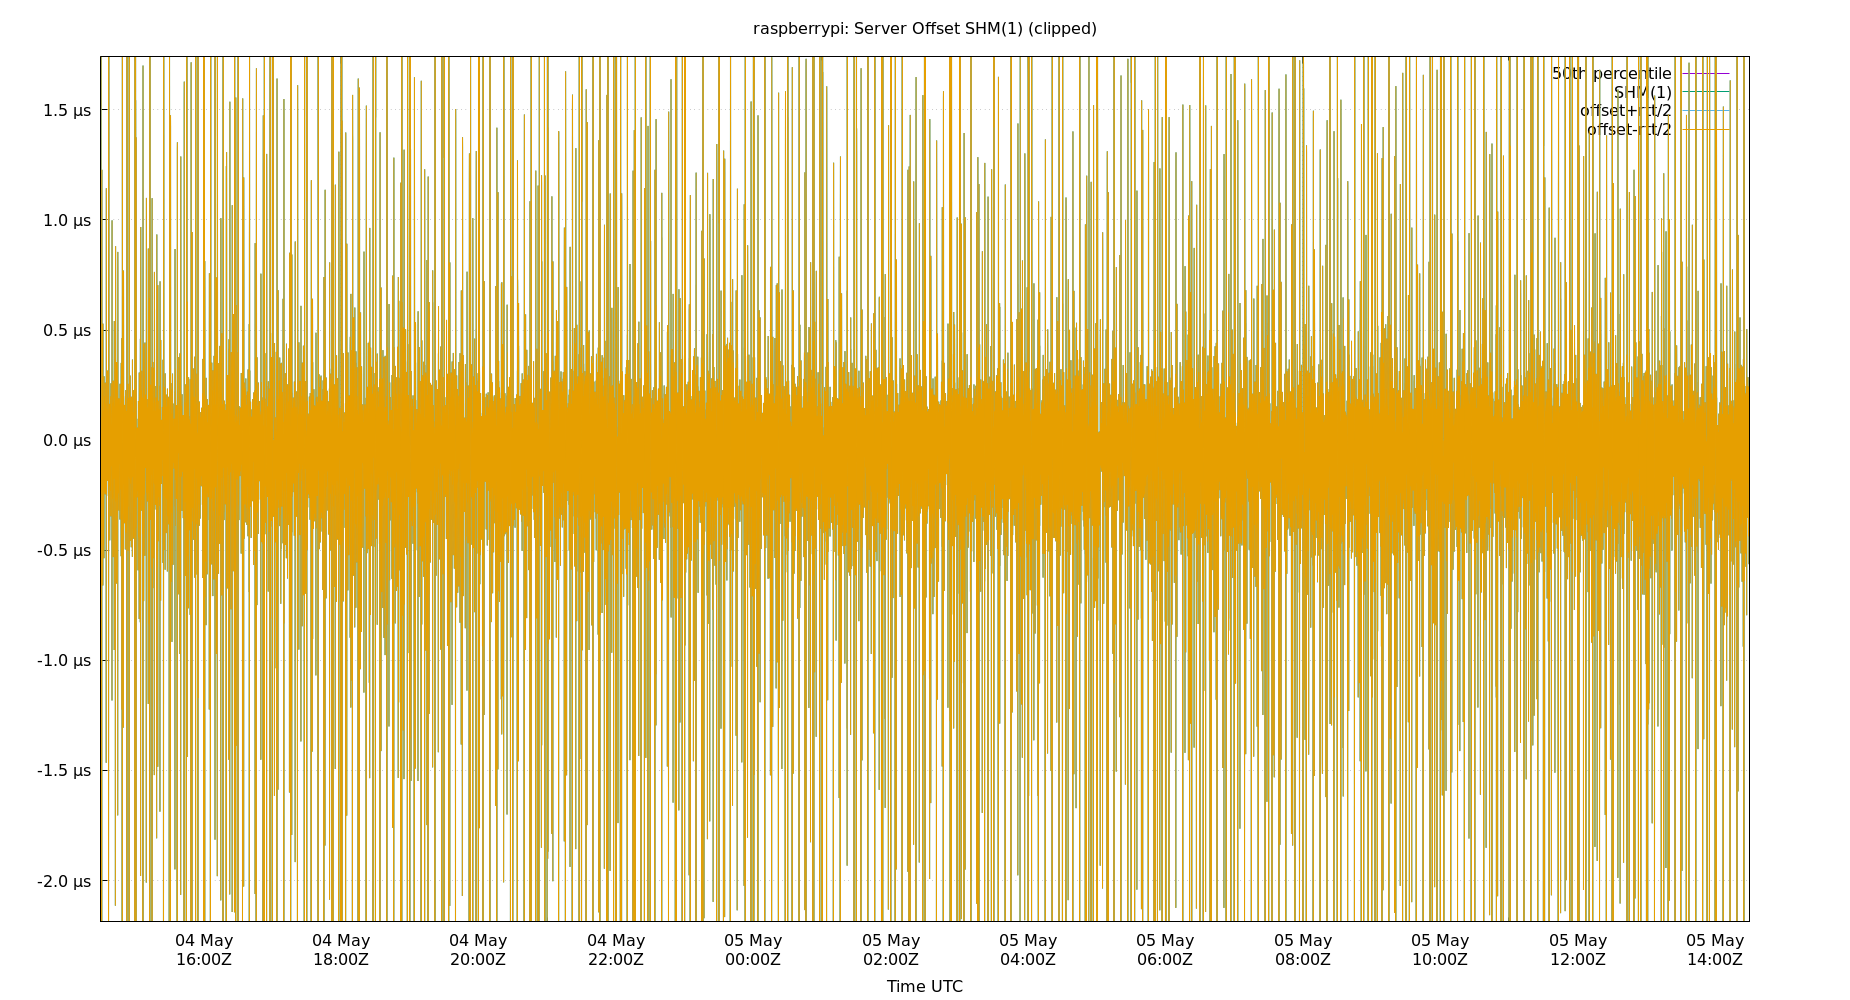 raspberrypi: Server Offset SHM(1) (clipped)
50th percentile
SHM(1)
offset+rtt/2
offset-rtt/2
1.5 µs
1.0 µs
0.5 µs
0.0 µs
-0.5 µs
-1.0 µs
-1.5 µs
-2.0 µs
04 May 04 May 04 May 04 May 05 May 05 May 05 May 05 May 05 May 05 May 05 May 05 May
16:00Z 18:00Z 20:00Z 22:00Z 00:00Z 02:00Z 04:00Z 06:00Z 08:00Z 10:00Z 12:00Z 14:00Z
Time UTC